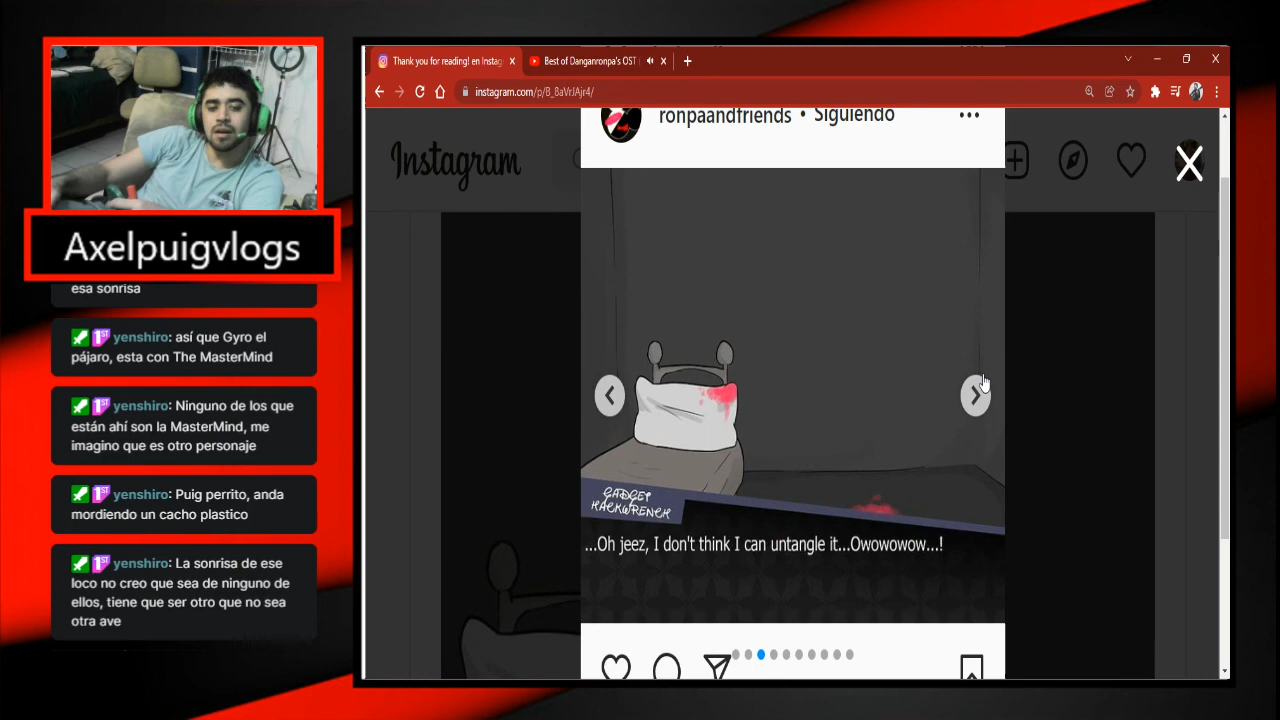 Thank you for reading! en Instag
Best of Danganronpa's OST
instagram.com/p/B_8aVrJAjr4/
ronpaandfriends • Siguiendo
Instagram
Axelpuigvlogs
esa sonrisa
yenshiro: así que Gyro el
pájaro, esta con The MasterMind
yenshiro: Ninguno de los que
están ahí son la MasterMind, me
imagino que es otro personaje
yenshiro: Puig perrito, anda
mordiendo un cacho plastico
yenshiro: La sonrisa de ese
loco no creo que sea de ninguno de
ellos, tiene que ser otro que no sea
otra ave
GADGET
HACKWRENCH
...Oh jeez, I don't think I can untangle it...Owowowow...!